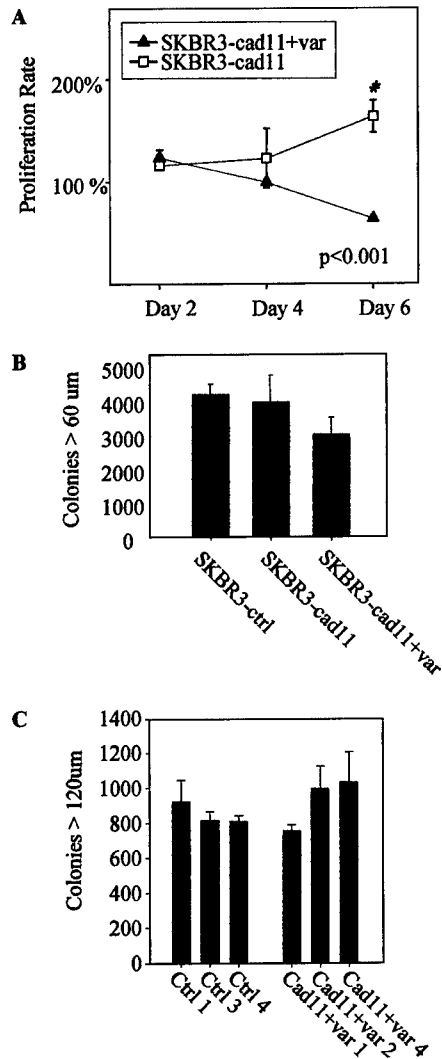 A
SKBR3-cad11+var
SKBR3-cad11
Proliferation Rate
200%
100 %
#
p<0.001
Day 2 Day 4 Day 6
B
Colonies > 60 um
5000
4000
3000
2000
1000
0
SKBR3-ctrl
SKBR3-cad11
SKBR3-cad11+var
C
Colonies > 120um
1400
1200
1000
800
600
400
200
0
Ctrl 1
Ctrl 3
Ctrl 4
Cad11+var 1
Cad11+var 2
Cad11+var 4